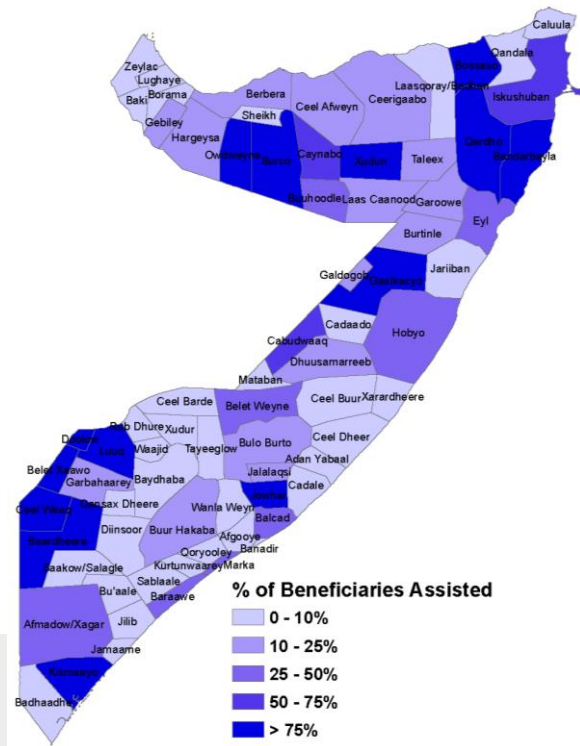 Caluula
Qandala
Bossaso
Zeylac
Lughaye
Laasqoray/Badhan
Iskushuban
Berbera
Ceerigaabo
Borama
Baki
Ceel Afweyn
Sheikh
Gebiley
Hargeysa
Owdweyne
Burco
Caynabo
Xudun
Taleex
Qardho
Bandarbeyla
Buuhoodle
Laas Caanood
Garoowe
Eyl
Burtinle
Galdogob
Gaalkacyo
Jariiban
Cadaado
Hobyo
Cabudwaaq
Dhuusamarreeb
Mataban
Ceel Barde
Belet Weyne
Ceel Buur
Xarardheere
Rab Dhure
Xudur
Doolow
Luuq
Waajid
Tayeeglow
Bulo Burto
Ceel Dheer
Adan Yabaal
Belet Xaawo
Garbahaarey
Baydhaba
Jalalaqsi
Cadale
Ceel Waaq
Qansax Dheere
Wanla Weyn
Jowhar
Balcad
Diinsoor
Buur Hakaba
Baardheere
Afgooye
Banadir
Qoryooley
Kurtunwaarey
Marka
Saakow/Salagle
Sablaale
Bu'aale
Baraawe
Afmadow/Xagar
Jilib
Jamaame
Kismaayo
Badhaadhe
% of Beneficiaries Assisted
0 - 10%
10 - 25%
25 - 50%
50 - 75%
> 75%